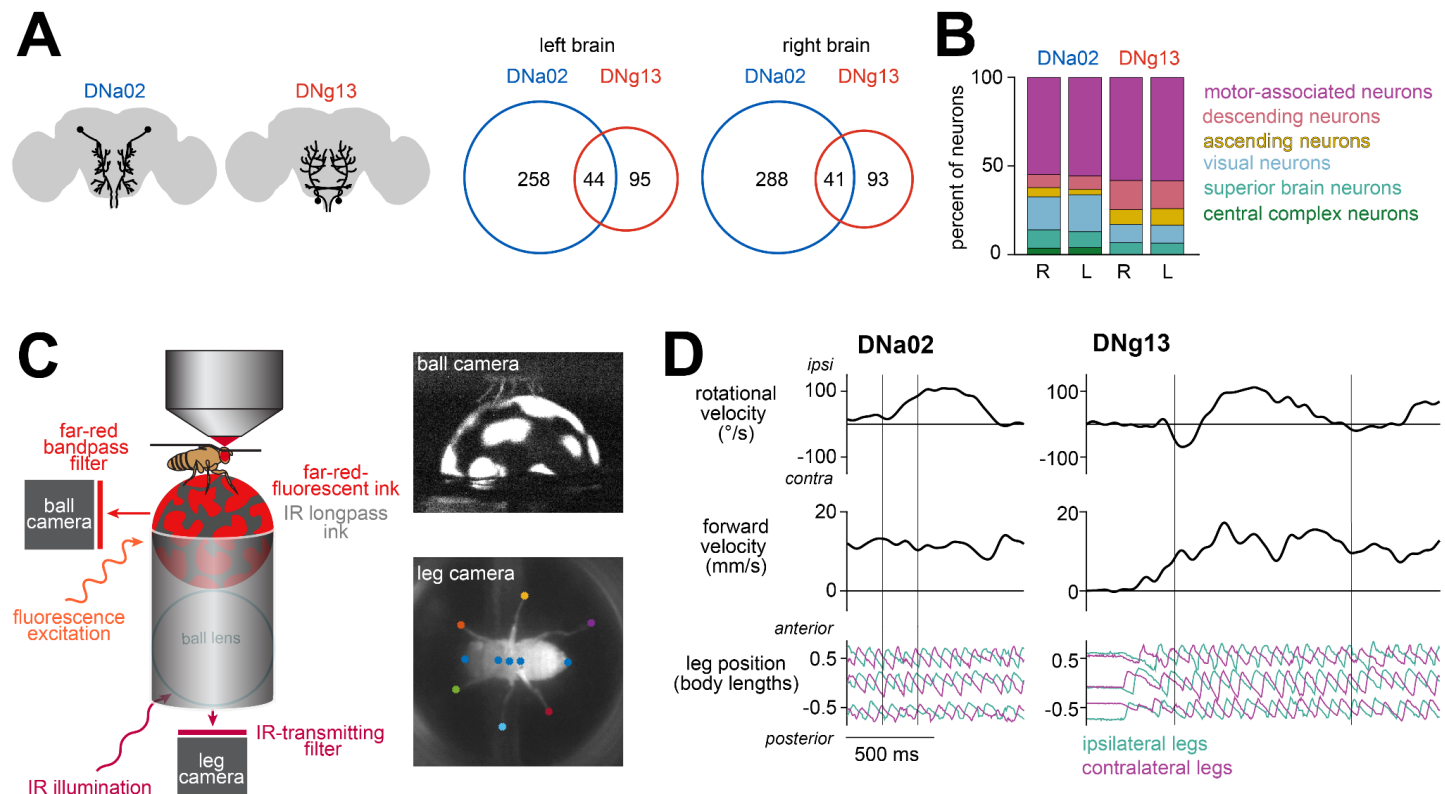 A
left brain
right brain
DNa02
DNg13
DNa02
DNg13
DNa02
DNg13
258
44
95
288
41
93
B
DNa02
DNg13
100
50
0
percent of neurons
R
L
R
L
motor-associated neurons
descending neurons
ascending neurons
visual neurons
superior brain neurons
central complex neurons
C
far-red
bandpass
filter
ball
camera
far-red-
fluorescent ink
IR longpass
ink
fluorescence
excitation
ball lens
IR-transmitting
filter
leg
camera
IR illumination
ball camera
leg camera
D
DNa02
DNg13
rotational
velocity
(°/s)
ipsi
100
-100
contra
100
-100
forward
velocity
(mm/s)
20
0
20
0
leg position
(body lengths)
anterior
0.5
-0.5
posterior
0.5
-0.5
500 ms
ipsilateral legs
contralateral legs